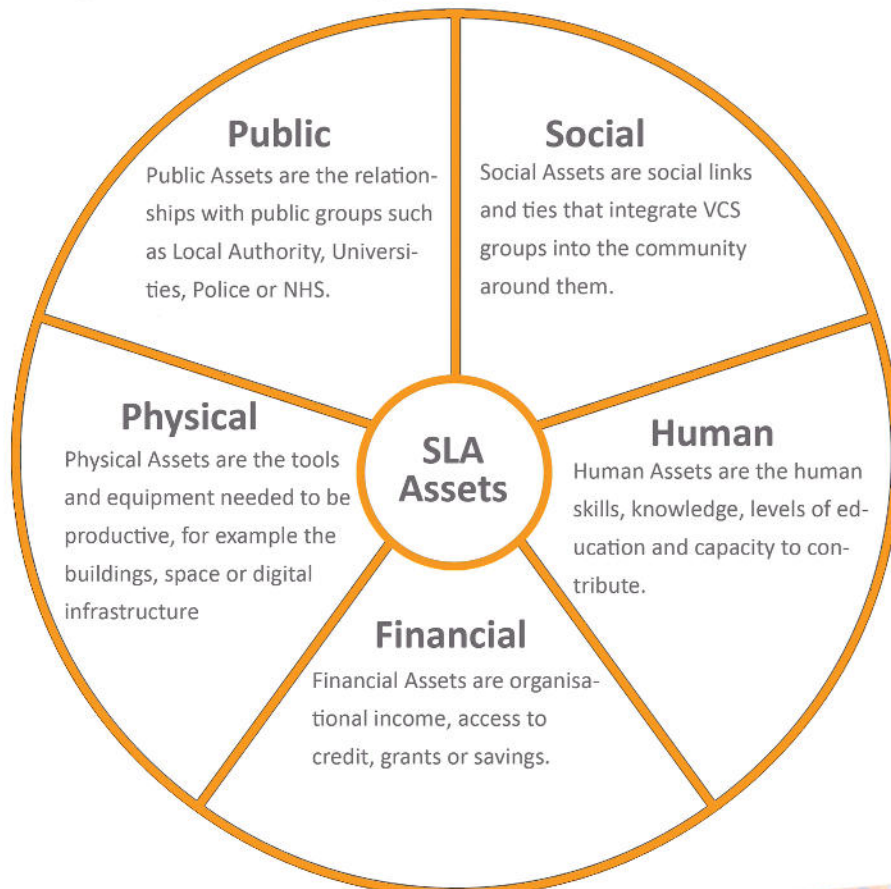 Public
Public Assets are the relation-
ships with public groups such
as Local Authority, Universi-
ties, Police or NHS.
Social
Social Assets are social links
and ties that integrate VCS
groups into the community
around them.
Physical
Physical Assets are the tools
and equipment needed to be
productive, for example the
buildings, space or digital
infrastructure
SLA
Assets
Human
Human Assets are the human
skills, knowledge, levels of ed-
ucation and capacity to con-
tribute.
Financial
Financial Assets are organisa-
tional income, access to
credit, grants or savings.